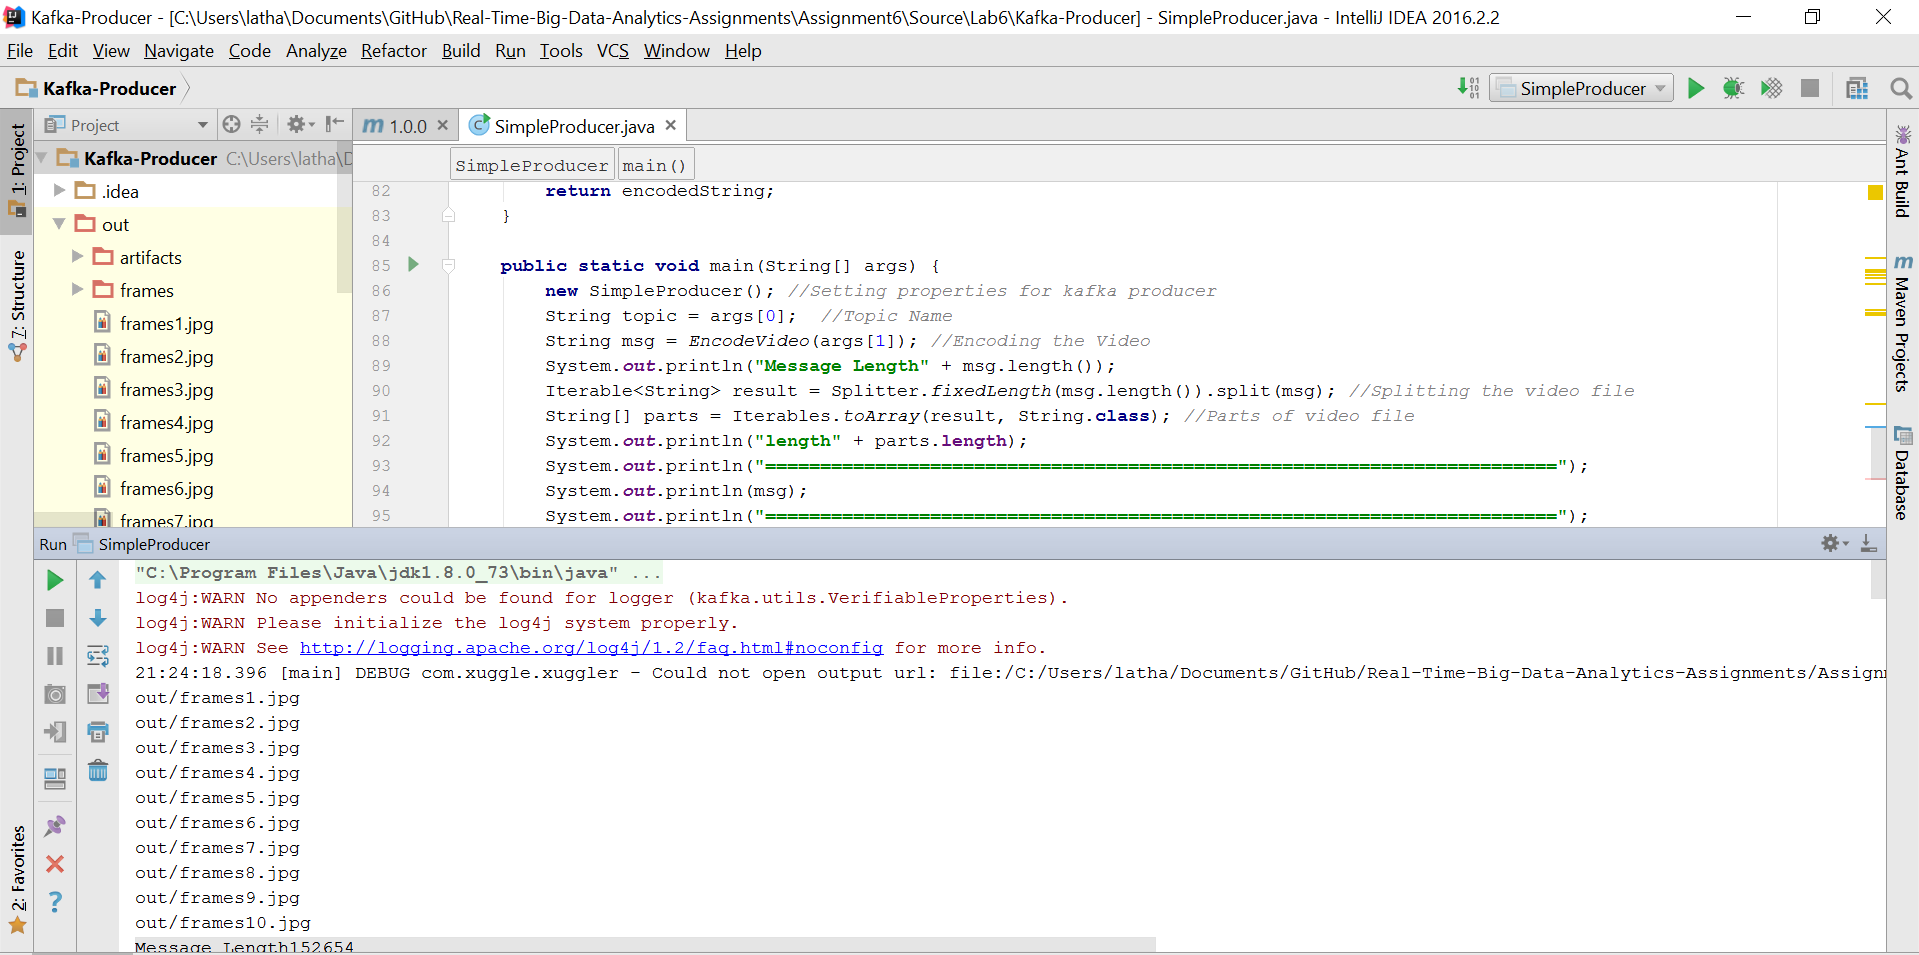 Kafka-Producer - [C:\Users\latha\Documents\GitHub\Real-Time-Big-Data-Analytics-Assignments\Assignment6\Source\Lab6\Kafka-Producer] - SimpleProducer.java - IntelliJ IDEA 2016.2.2
File Edit View Navigate Code Analyze Refactor Build Run Tools VCS Window Help
Kafka-Producer
SimpleProducer
1: Project
7: Structure
2: Favorites
Project
Kafka-Producer C:\Users\latha\D
.idea
out
artifacts
frames
frames1.jpg
frames2.jpg
frames3.jpg
frames4.jpg
frames5.jpg
frames6.jpg
frames7.jpg
m 1.0.0
SimpleProducer.java
SimpleProducer main()
82 return encodedString;
83 }
84
85 public static void main(String[] args) {
86 new SimpleProducer(); //Setting properties for kafka producer
87 String topic = args[0]; //Topic Name
88 String msg = EncodeVideo(args[1]); //Encoding the Video
89 System.out.println("Message Length" + msg.length());
90 Iterable<String> result = Splitter.fixedLength(msg.length()).split(msg); //Splitting the video file
91 String[] parts = Iterables.toArray(result, String.class); //Parts of video file
92 System.out.println("length" + parts.length);
93 System.out.println("========================================================================");
94 System.out.println(msg);
95 System.out.println("========================================================================");
Ant Build
m Maven Projects
Database
Run SimpleProducer
"C:\Program Files\Java\jdk1.8.0_73\bin\java" ...
log4j:WARN No appenders could be found for logger (kafka.utils.VerifiableProperties).
log4j:WARN Please initialize the log4j system properly.
log4j:WARN See http://logging.apache.org/log4j/1.2/faq.html#noconfig for more info.
21:24:18.396 [main] DEBUG com.xuggle.xuggler - Could not open output url: file:/C:/Users/latha/Documents/GitHub/Real-Time-Big-Data-Analytics-Assignments/Assignm
out/frames1.jpg
out/frames2.jpg
out/frames3.jpg
out/frames4.jpg
out/frames5.jpg
out/frames6.jpg
out/frames7.jpg
out/frames8.jpg
out/frames9.jpg
out/frames10.jpg
Message Length152654